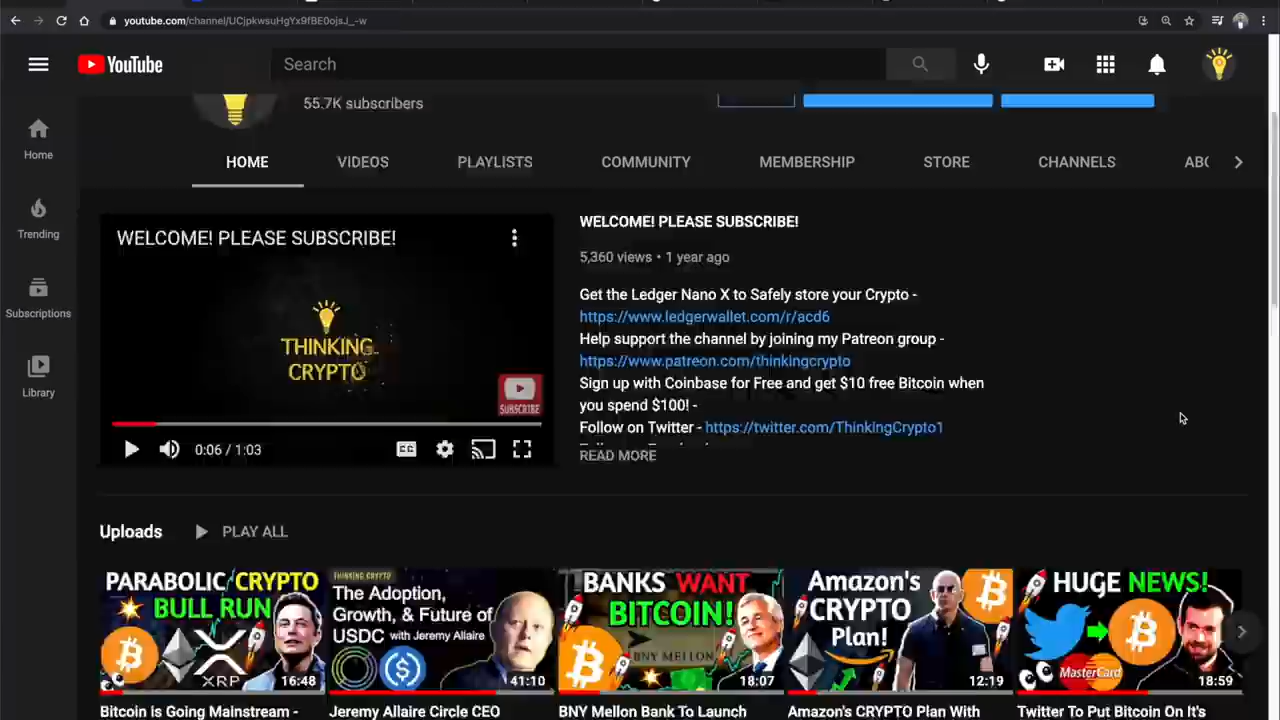 youtube.com/channel/UCjpkwsuHgYx9fBE0ojsJ_-w
YouTube
Search
55.7K subscribers
HOME VIDEOS PLAYLISTS COMMUNITY MEMBERSHIP STORE CHANNELS
Home
Trending
Subscriptions
Library
WELCOME! PLEASE SUBSCRIBE!
THINKING
CRYPTO
SUBSCRIBE
0:06 / 1:03
CC
WELCOME! PLEASE SUBSCRIBE!
5,360 views • 1 year ago
Get the Ledger Nano X to Safely store your Crypto -
https://www.ledgerwallet.com/r/acd6
Help support the channel by joining my Patreon group -
https://www.patreon.com/thinkingcrypto
Sign up with Coinbase for Free and get $10 free Bitcoin when
you spend $100! -
Follow on Twitter - https://twitter.com/ThinkingCrypto1
READ MORE
Uploads PLAY ALL
PARABOLIC CRYPTO
BULL RUN
XRP
16:48
Bitcoin is Going Mainstream -
THINKING CRYPTO
The Adoption,
Growth, & Future of
USDC with Jeremy Allaire
41:10
Jeremy Allaire Circle CEO
BANKS WANT
BITCOIN!
BNY MELLON
18:07
BNY Mellon Bank To Launch
Amazon's
CRYPTO
Plan!
12:19
Amazon's CRYPTO Plan With
HUGE NEWS!
MasterCard
18:59
Twitter To Put Bitcoin On It's